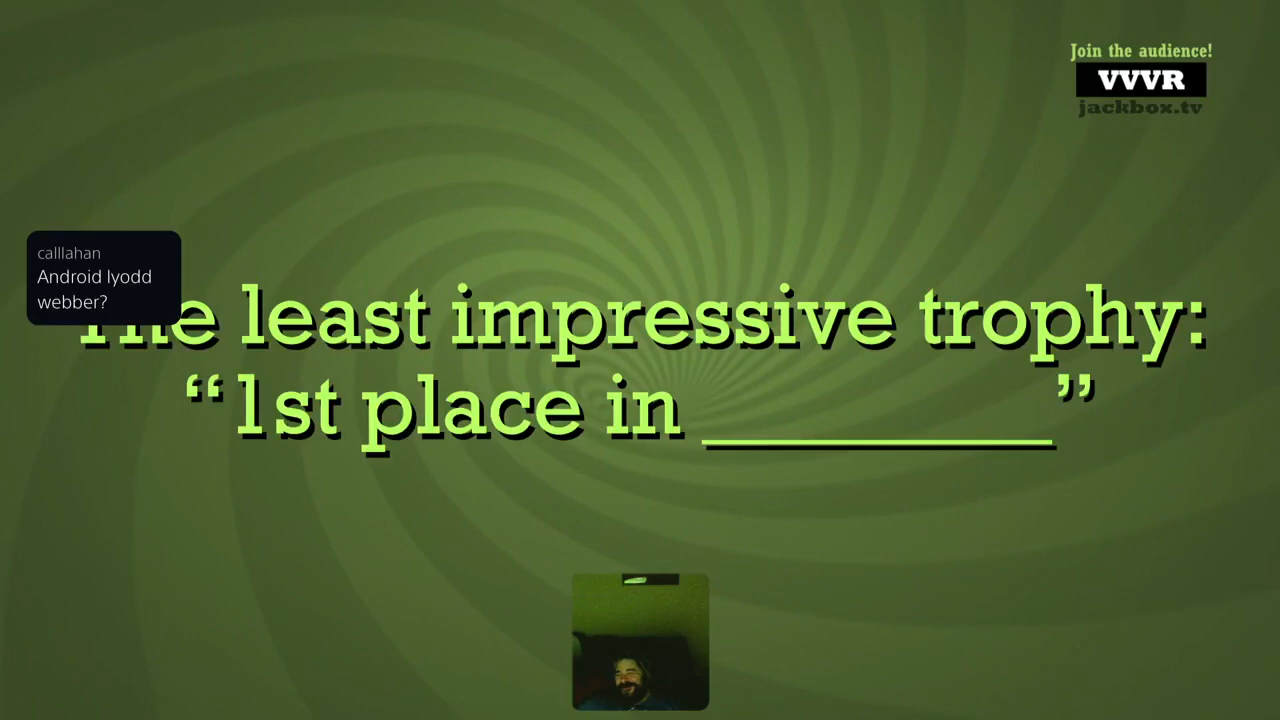 Join the audience!
VVVR
jackbox.tv
calllahan
Android lyodd
webber?
The least impressive trophy:
“1st place in ________”